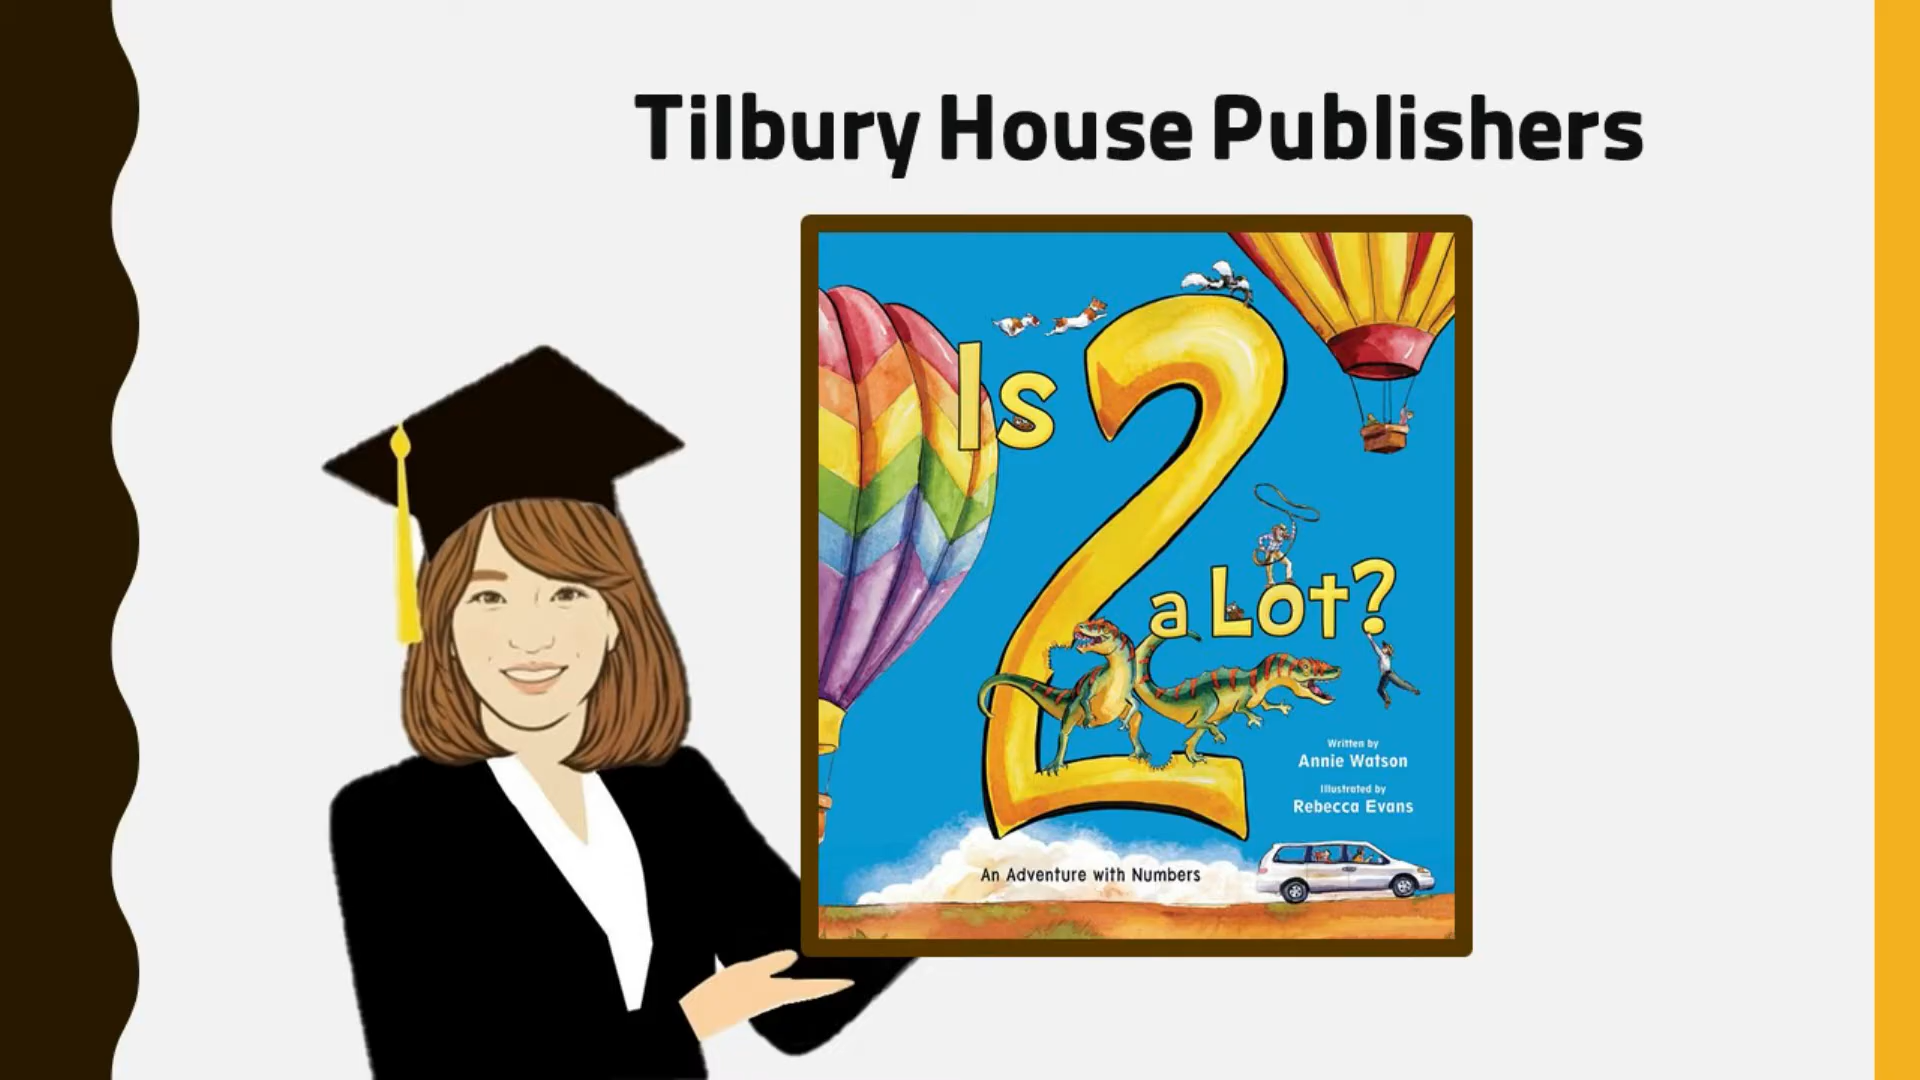 Tilbury House Publishers
Is 2
a Lot?
Written by
Annie Watson
Illustrated by
Rebecca Evans
An Adventure with Numbers